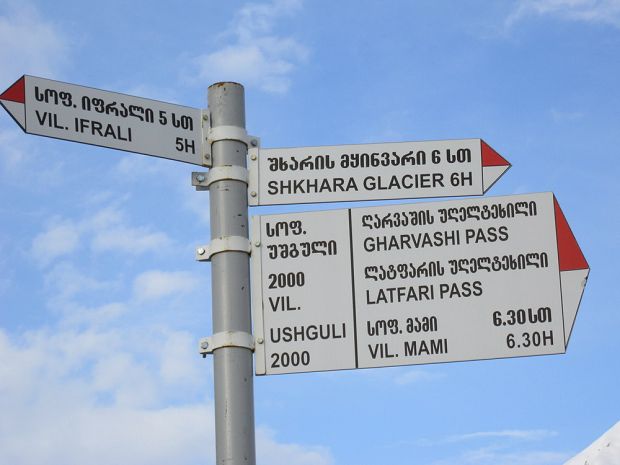 სოფ. იფრალი 5 სთ
VIL. IFRALI 5H
შხარის მყინვარი 6 სთ
SHKHARA GLACIER 6H
სოფ.
უშგული
2000
VIL.
USHGULI
2000
ღარვაშის უღელტეხილი
GHARVASHI PASS
ლატფარის უღელტეხილი
LATFARI PASS
სოფ. მამი 6.30სთ
VIL. MAMI 6.30H